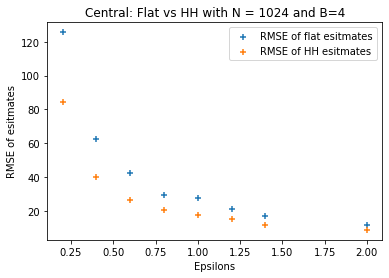 Central: Flat vs HH with N = 1024 and B=4
RMSE of flat esitmates
RMSE of HH esitmates
RMSE of esitmates
120
100
80
60
40
20
0.25 0.50 0.75 1.00 1.25 1.50 1.75 2.00
Epsilons